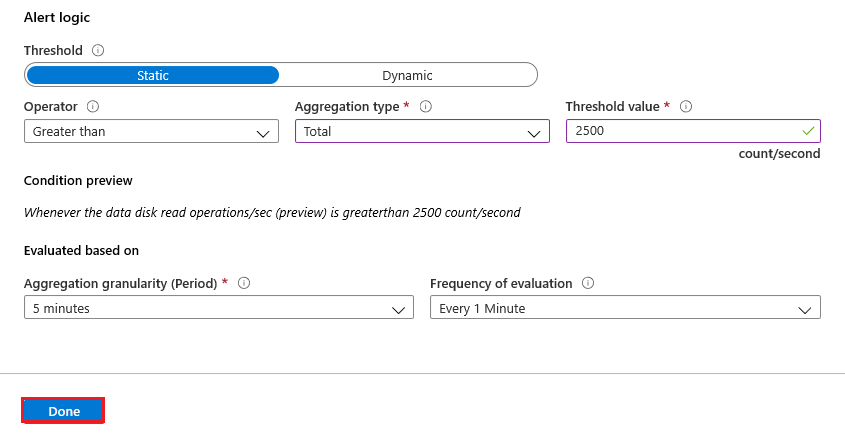 Alert logic
Threshold
Static Dynamic
Operator Aggregation type * Threshold value *
Greater than Total 2500
count/second
Condition preview
Whenever the data disk read operations/sec (preview) is greaterthan 2500 count/second
Evaluated based on
Aggregation granularity (Period) * Frequency of evaluation
5 minutes Every 1 Minute
Done